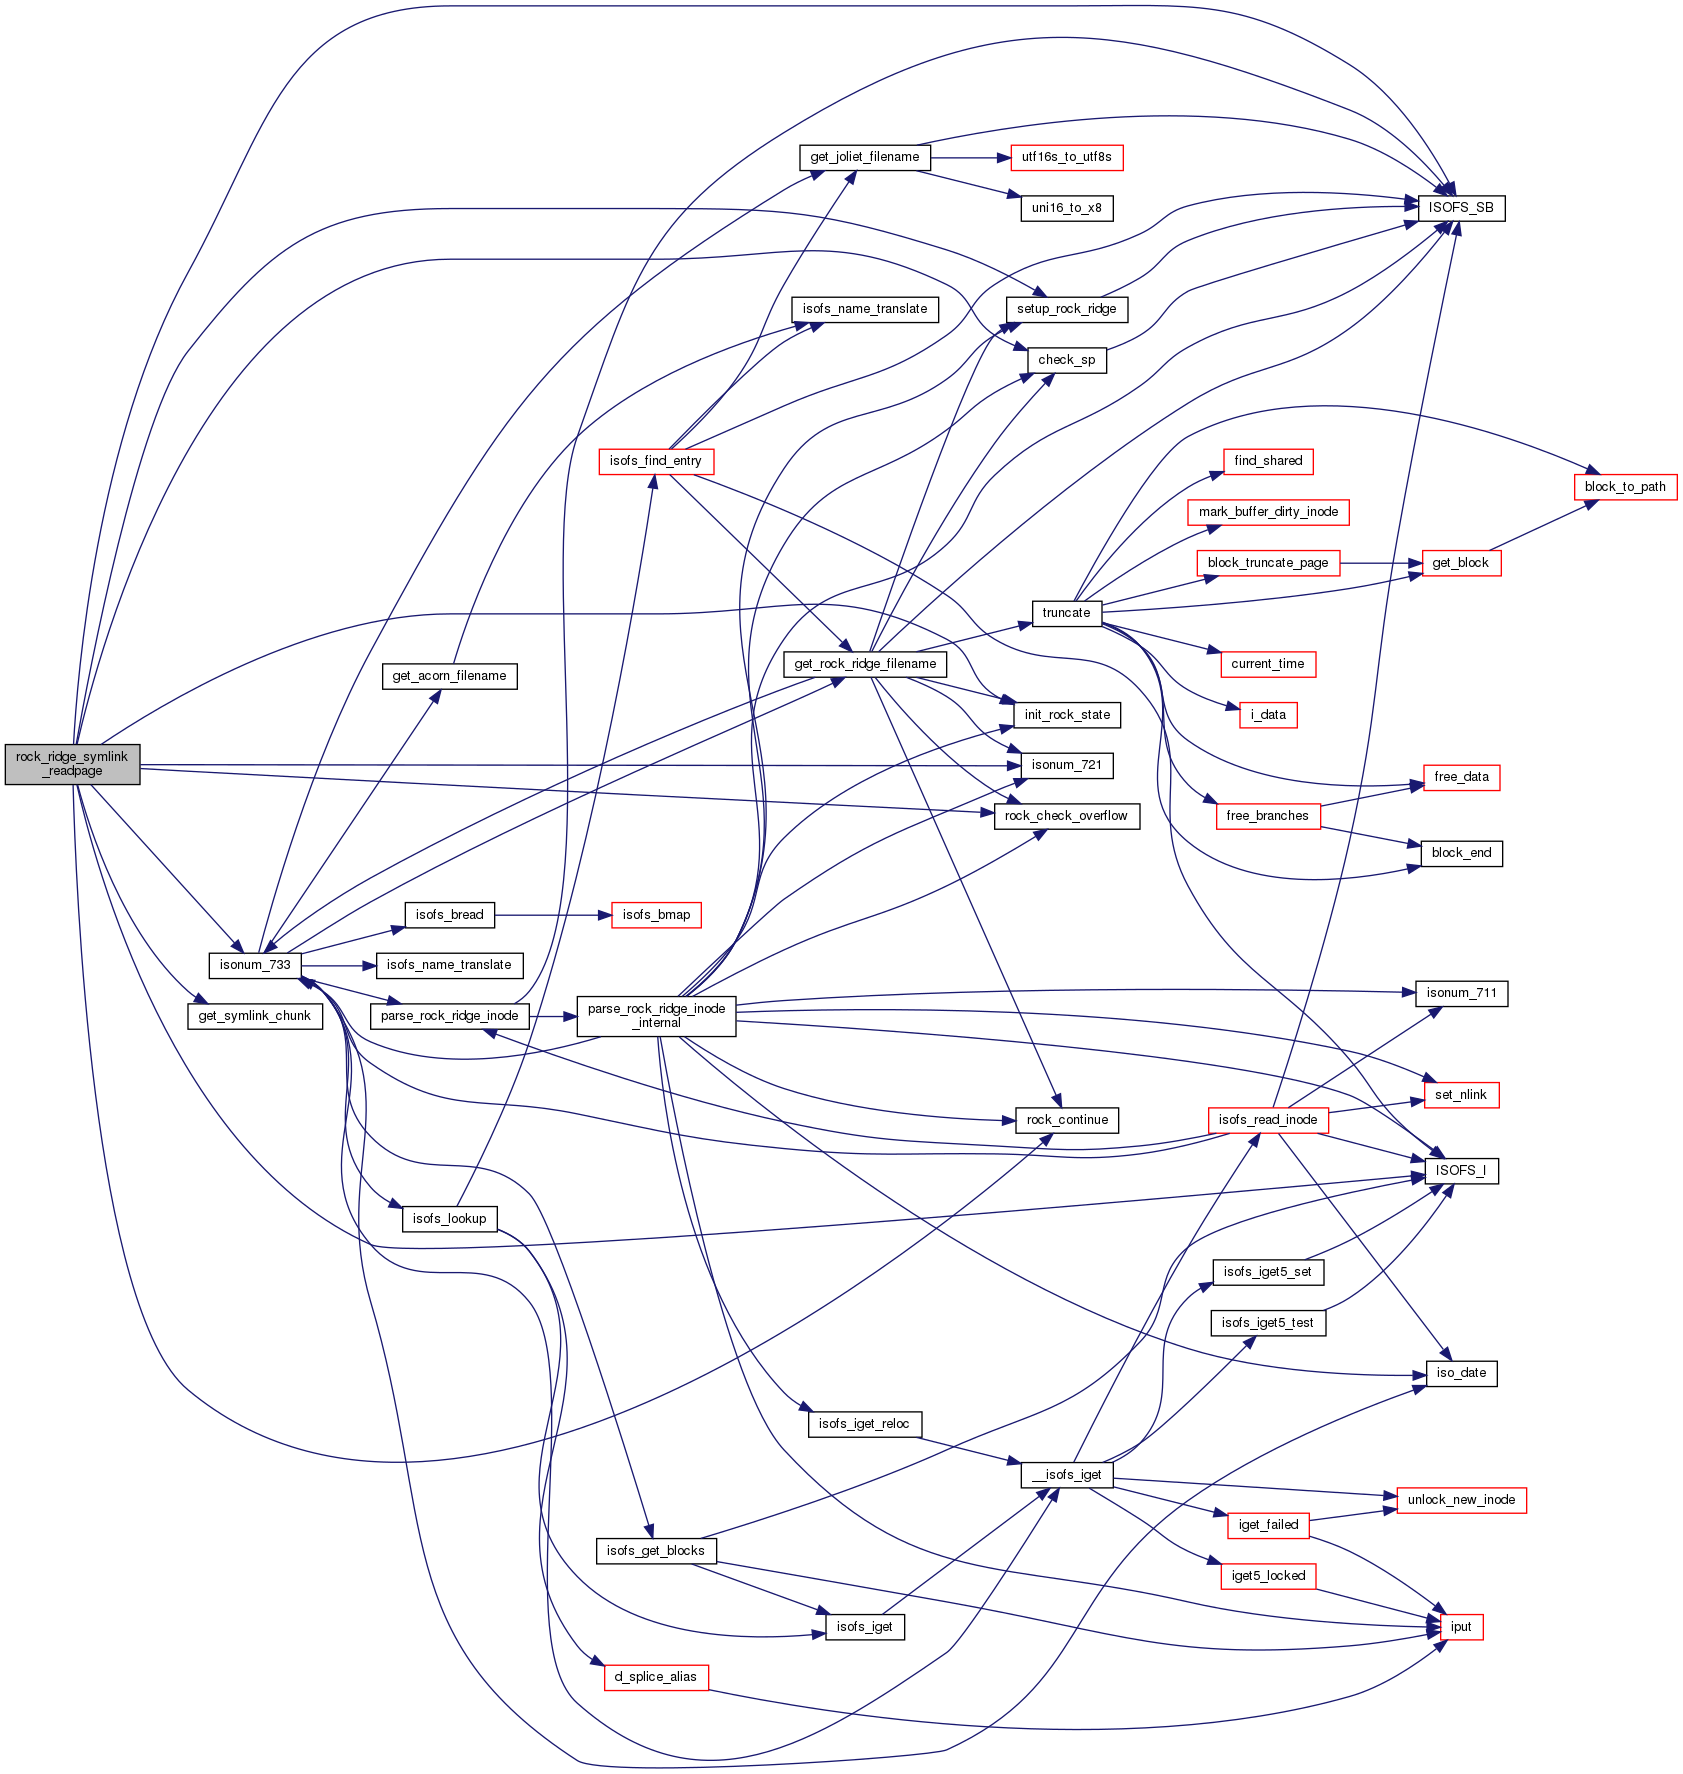 get_joliet_filename
utf16s_to_utf8s
uni16_to_x8
ISOFS_SB
isofs_name_translate
setup_rock_ridge
check_sp
isofs_find_entry
find_shared
block_to_path
mark_buffer_dirty_inode
block_truncate_page
get_block
truncate
get_rock_ridge_filename
current_time
get_acorn_filename
init_rock_state
i_data
rock_ridge_symlink
_readpage
isonum_721
free_data
rock_check_overflow
free_branches
block_end
isofs_bread
isofs_bmap
isonum_733
isofs_name_translate
isonum_711
get_symlink_chunk
parse_rock_ridge_inode
parse_rock_ridge_inode
_internal
set_nlink
rock_continue
isofs_read_inode
ISOFS_I
isofs_lookup
isofs_iget5_set
isofs_iget5_test
iso_date
isofs_iget_reloc
__isofs_iget
unlock_new_inode
iget_failed
isofs_get_blocks
iget5_locked
isofs_iget
iput
d_splice_alias